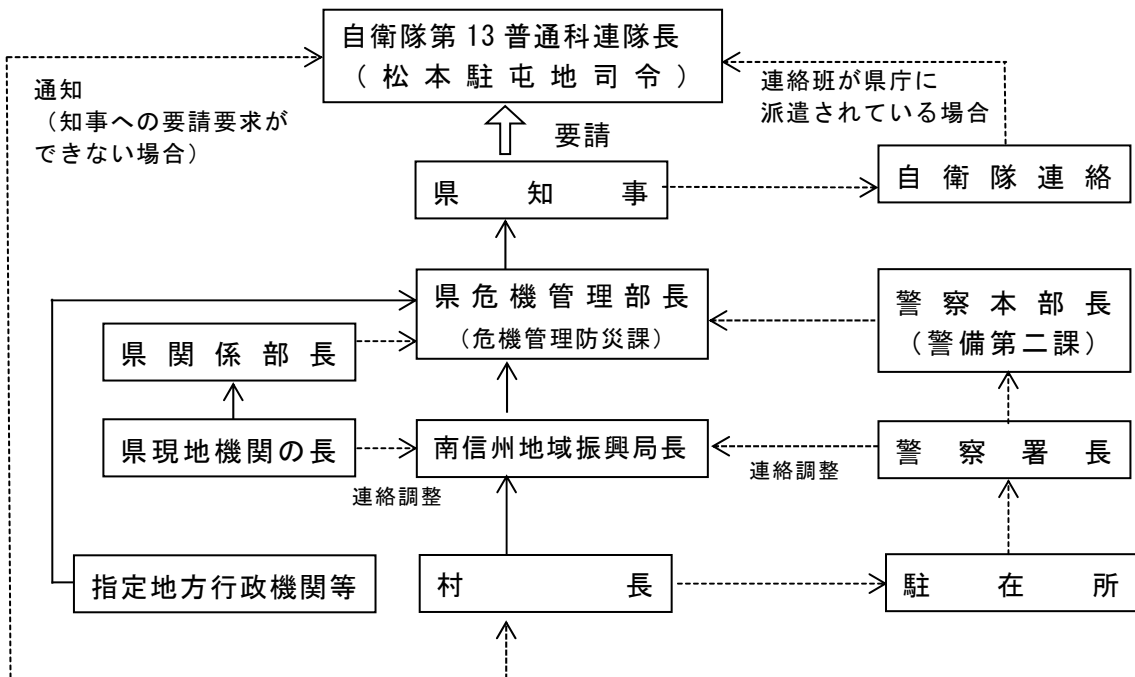 自衛隊第13普通科連隊長
（松本駐屯地司令）
通知
（知事への要請要求が
できない場合）
連絡班が県庁に
派遣されている場合
要請
県知事
自衛隊連絡
県危機管理部長
（危機管理防災課）
警察本部長
（警備第二課）
県関係部長
県現地機関の長
南信州地域振興局長
警察署長
連絡調整
連絡調整
指定地方行政機関等
村長
駐在所